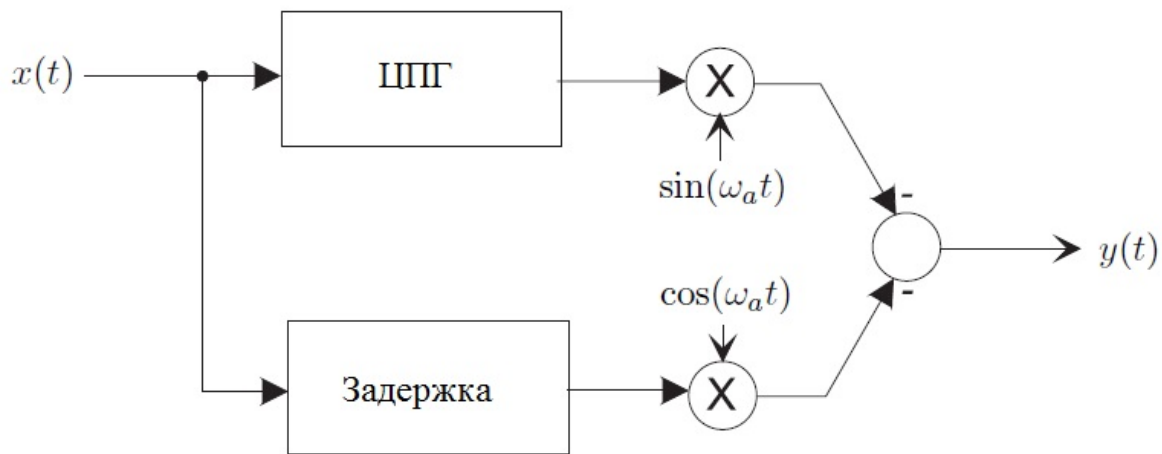 x(t)
ЦПГ
X
sin(ω_a t)
-
y(t)
cos(ω_a t)
-
Задержка
X